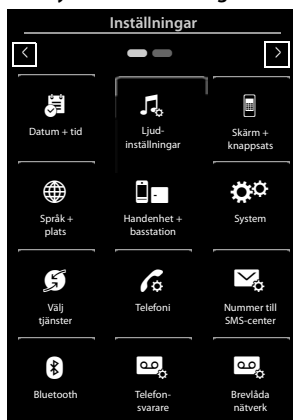 Inställningar
Datum + tid
Ljud-
inställningar
Skärm +
knappsats
Språk +
plats
Handenhet +
basstation
System
Välj
tjänster
Telefoni
Nummer till
SMS-center
Bluetooth
Telefon-
svarare
Brevlåda
nätverk